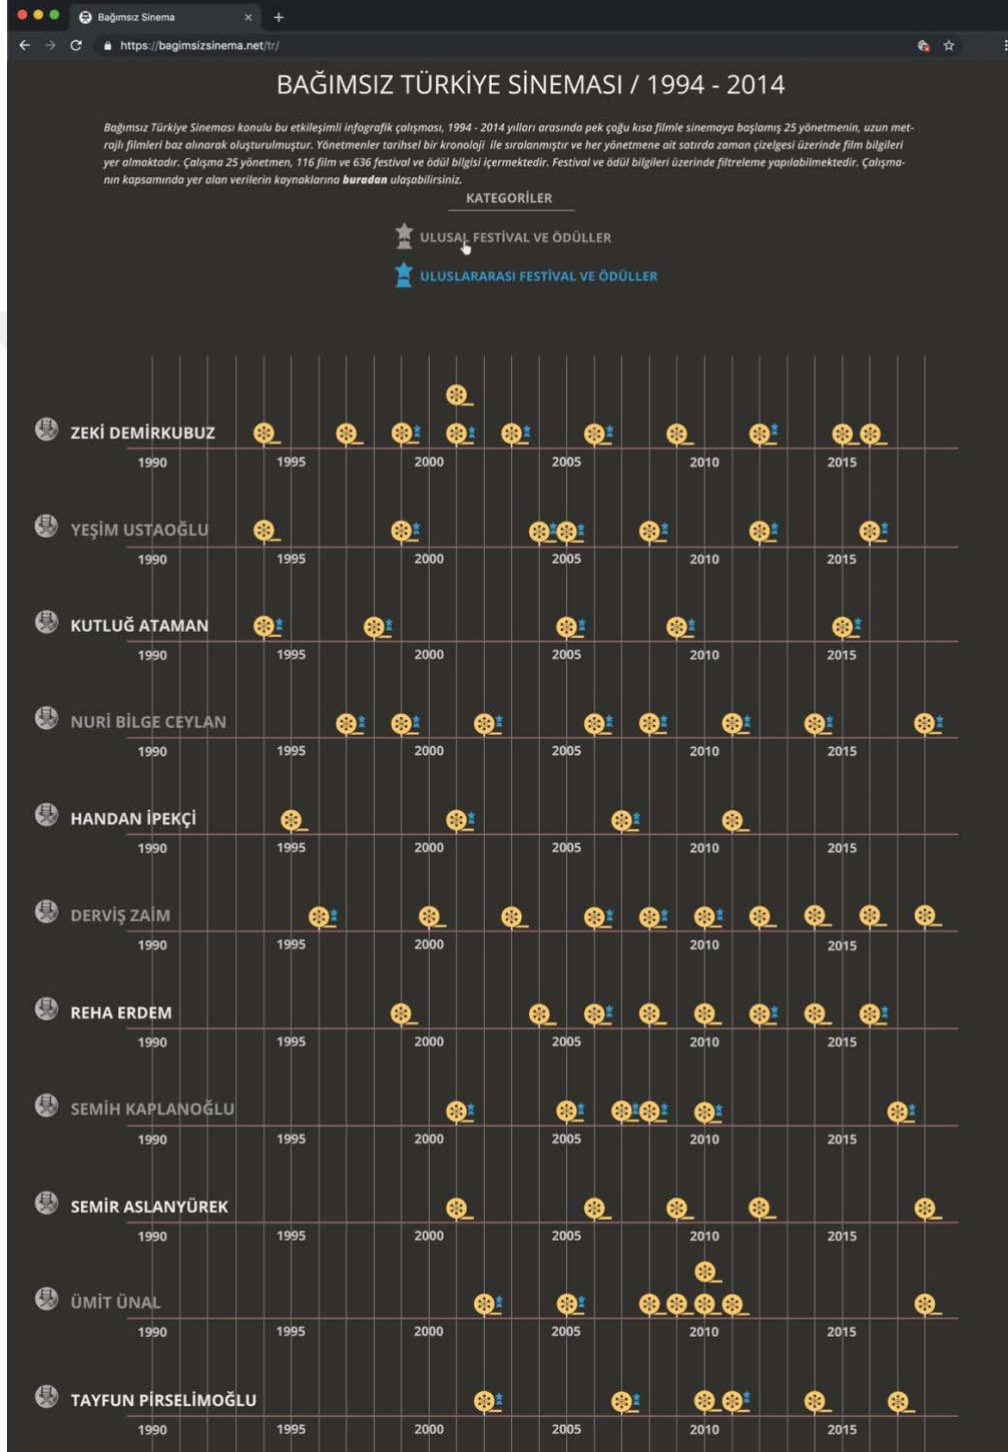 Bağımsız Sinema
https://bagimsizsinema.net/tr/
BAĞIMSIZ TÜRKİYE SİNEMASI / 1994 - 2014
Bağımsız Türkiye Sineması konulu bu etkileşimli infografik çalışması, 1994 - 2014 yılları arasında pek çoğu kısa filmle sinemaya başlamış 25 yönetmenin, uzun met-
rajlı filmleri baz alınarak oluşturulmuştur. Yönetmenler tarihsel bir kronoloji ile sıralanmıştır ve her yönetmene ait satırda zaman çizelgesi üzerinde film bilgileri
yer almaktadır. Çalışma 25 yönetmen, 116 film ve 636 festival ve ödül bilgisi içermektedir. Festival ve ödül bilgileri üzerinde filtreleme yapılabilmektedir. Çalışma-
nın kapsamında yer alan verilerin kaynaklarına buradan ulaşabilirsiniz.
KATEGORİLER
ULUSAL FESTİVAL VE ÖDÜLLER
ULUSLARARASI FESTİVAL VE ÖDÜLLER
ZEKİ DEMİRKUBUZ
1990 1995 2000 2005 2010 2015
YEŞİM USTAOĞLU
1990 1995 2000 2005 2010 2015
KUTLUĞ ATAMAN
1990 1995 2000 2005 2010 2015
NURİ BİLGE CEYLAN
1990 1995 2000 2005 2010 2015
HANDAN İPEKÇİ
1990 1995 2000 2005 2010 2015
DERVİŞ ZAİM
1990 1995 2000 2005 2010 2015
REHA ERDEM
1990 1995 2000 2005 2010 2015
SEMİH KAPLANOĞLU
1990 1995 2000 2005 2010 2015
SEMİR ASLANYÜREK
1990 1995 2000 2005 2010 2015
ÜMİT ÜNAL
1990 1995 2000 2005 2010 2015
TAYFUN PİRSELİMOĞLU
1990 1995 2000 2005 2010 2015